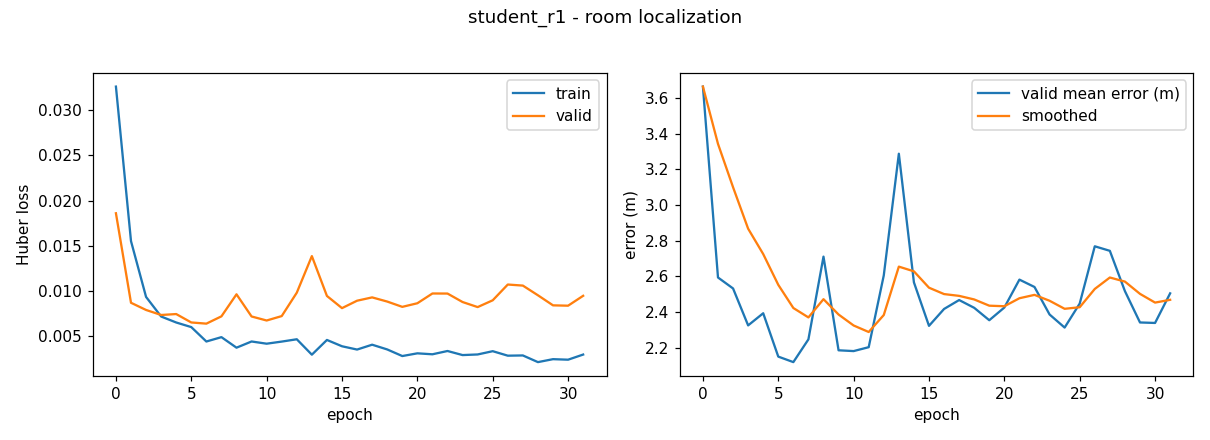 student_r1 - room localization
Huber loss
0.030
0.025
0.020
0.015
0.010
0.005
0 5 10 15 20 25 30
epoch
train
valid
error (m)
3.6
3.4
3.2
3.0
2.8
2.6
2.4
2.2
0 5 10 15 20 25 30
epoch
valid mean error (m)
smoothed